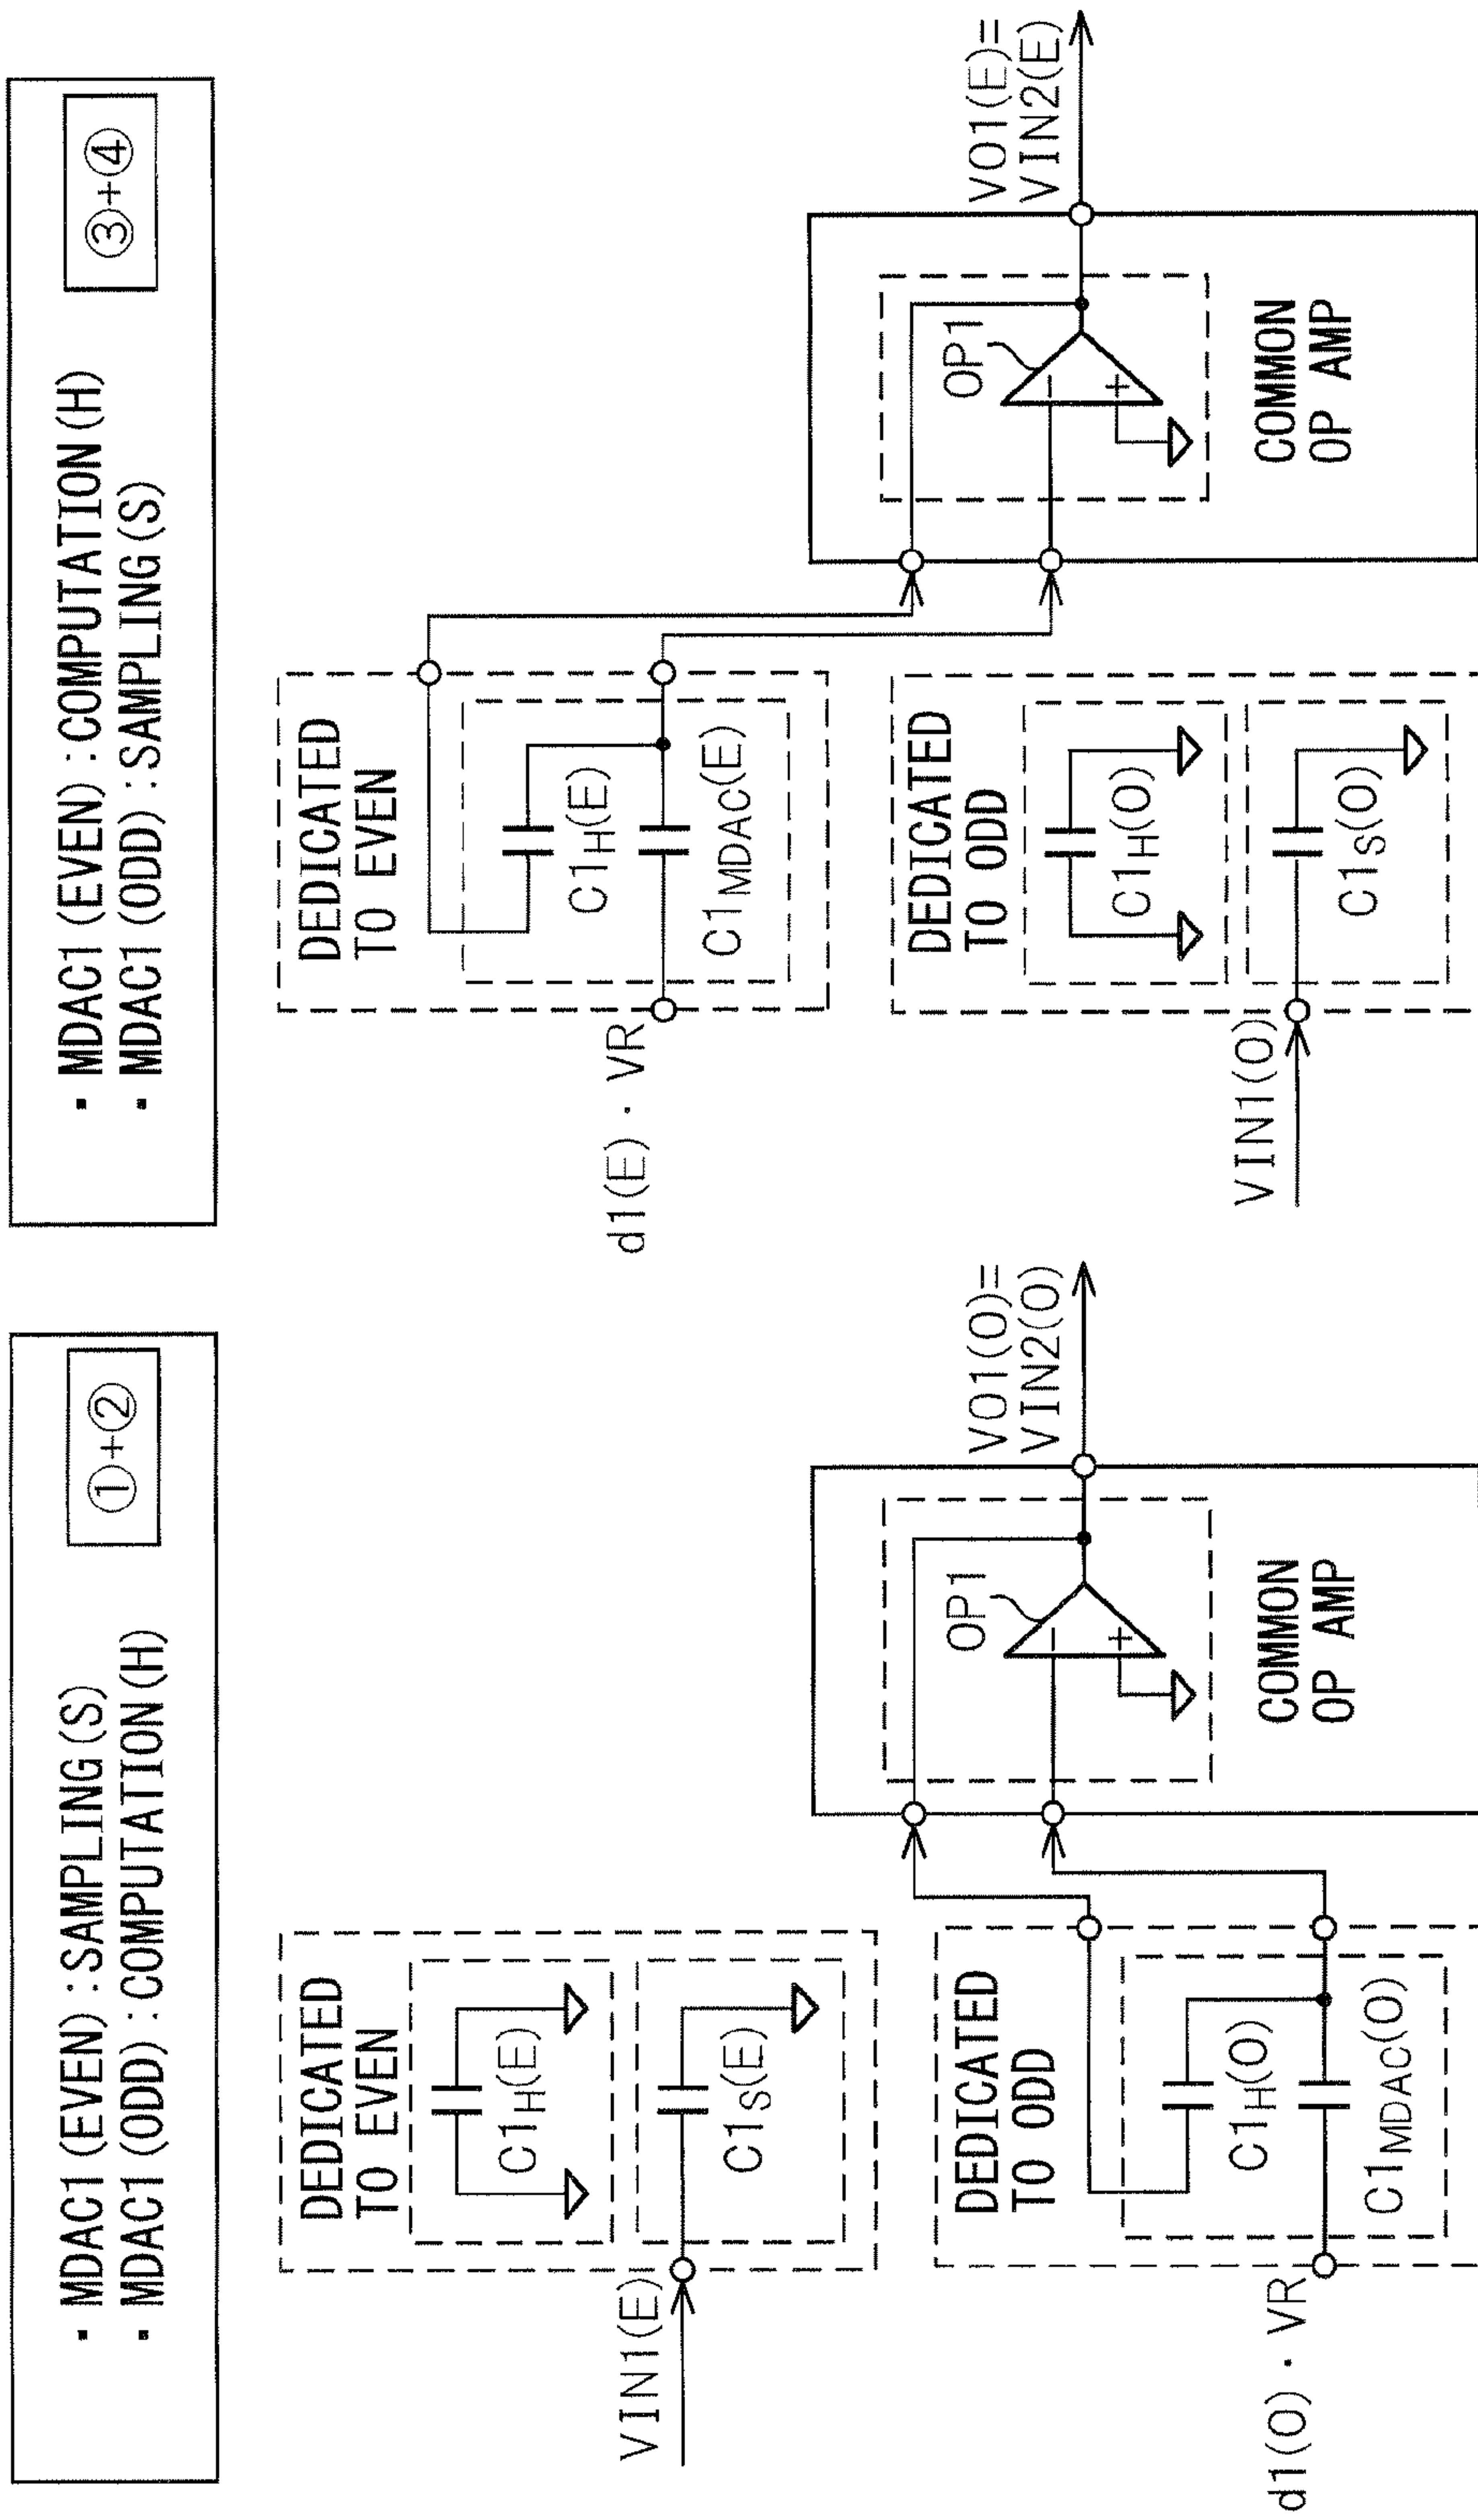 ・MDAC1(EVEN):SAMPLING(S)
・MDAC1(ODD):COMPUTATION(H)
①+②
DEDICATED
TO EVEN
C1H(E)
VIN1(E)
C1S(E)
DEDICATED
TO ODD
C1H(O)
d1(O)・VR
C1MDAC(O)
OP1
−
+
COMMON
OP AMP
VO1(O)=
VIN2(O)
・MDAC1(EVEN):COMPUTATION(H)
・MDAC1(ODD):SAMPLING(S)
③+④
DEDICATED
TO EVEN
C1H(E)
d1(E)・VR
C1MDAC(E)
DEDICATED
TO ODD
C1H(O)
VIN1(O)
C1S(O)
OP1
−
+
COMMON
OP AMP
VO1(E)=
VIN2(E)